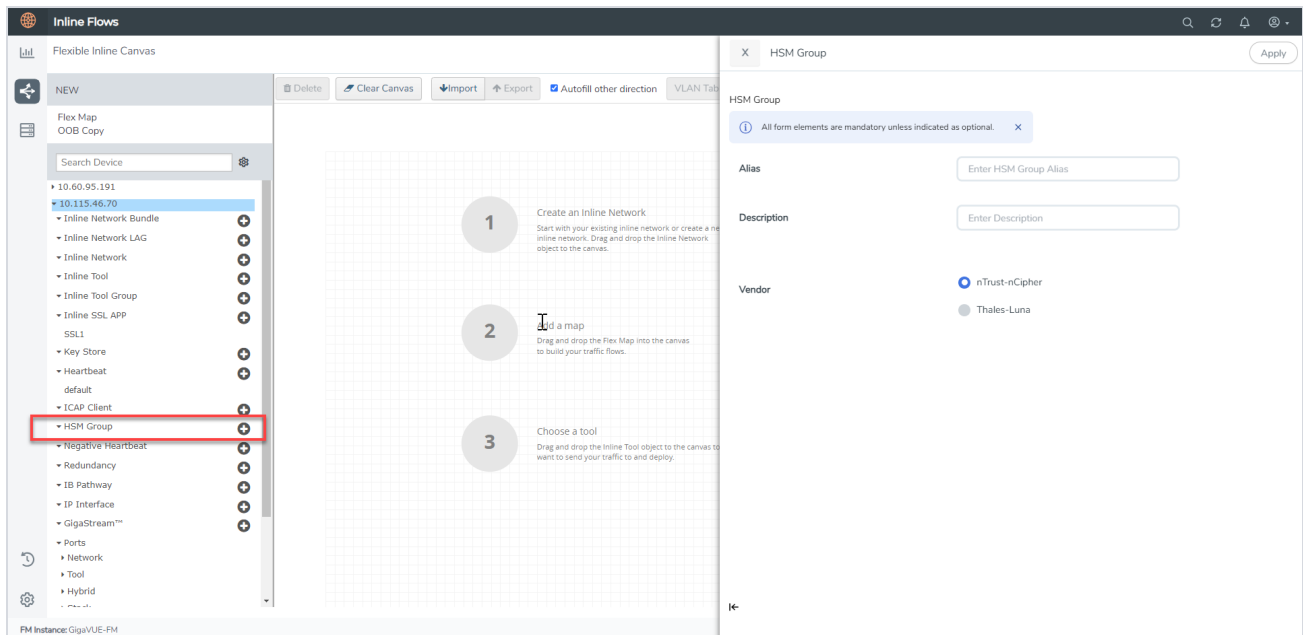 Inline Flows
Flexible Inline Canvas
NEW
Flex Map
OOB Copy
Search Device
10.60.95.191
10.115.46.70
Inline Network Bundle
Inline Network LAG
Inline Network
Inline Tool
Inline Tool Group
Inline SSL APP
SSL1
Key Store
Heartbeat
default
ICAP Client
HSM Group
Negative Heartbeat
Redundancy
IB Pathway
IP Interface
GigaStream™
Ports
Network
Tool
Hybrid
FM Instance: GigaVUE-FM
Delete
Clear Canvas
Import
Export
Autofill other direction
VLAN Tab
1
Create an Inline Network
Start with your existing inline network or create a ne
inline network. Drag and drop the Inline Network
object to the canvas.
2
Add a map
Drag and drop the Flex Map into the canvas
to build your traffic flows.
3
Choose a tool
Drag and drop the Inline Tool object to the canvas to
want to send your traffic to and deploy.
X HSM Group
Apply
HSM Group
All form elements are mandatory unless indicated as optional.
Alias
Enter HSM Group Alias
Description
Enter Description
Vendor
nTrust-nCipher
Thales-Luna